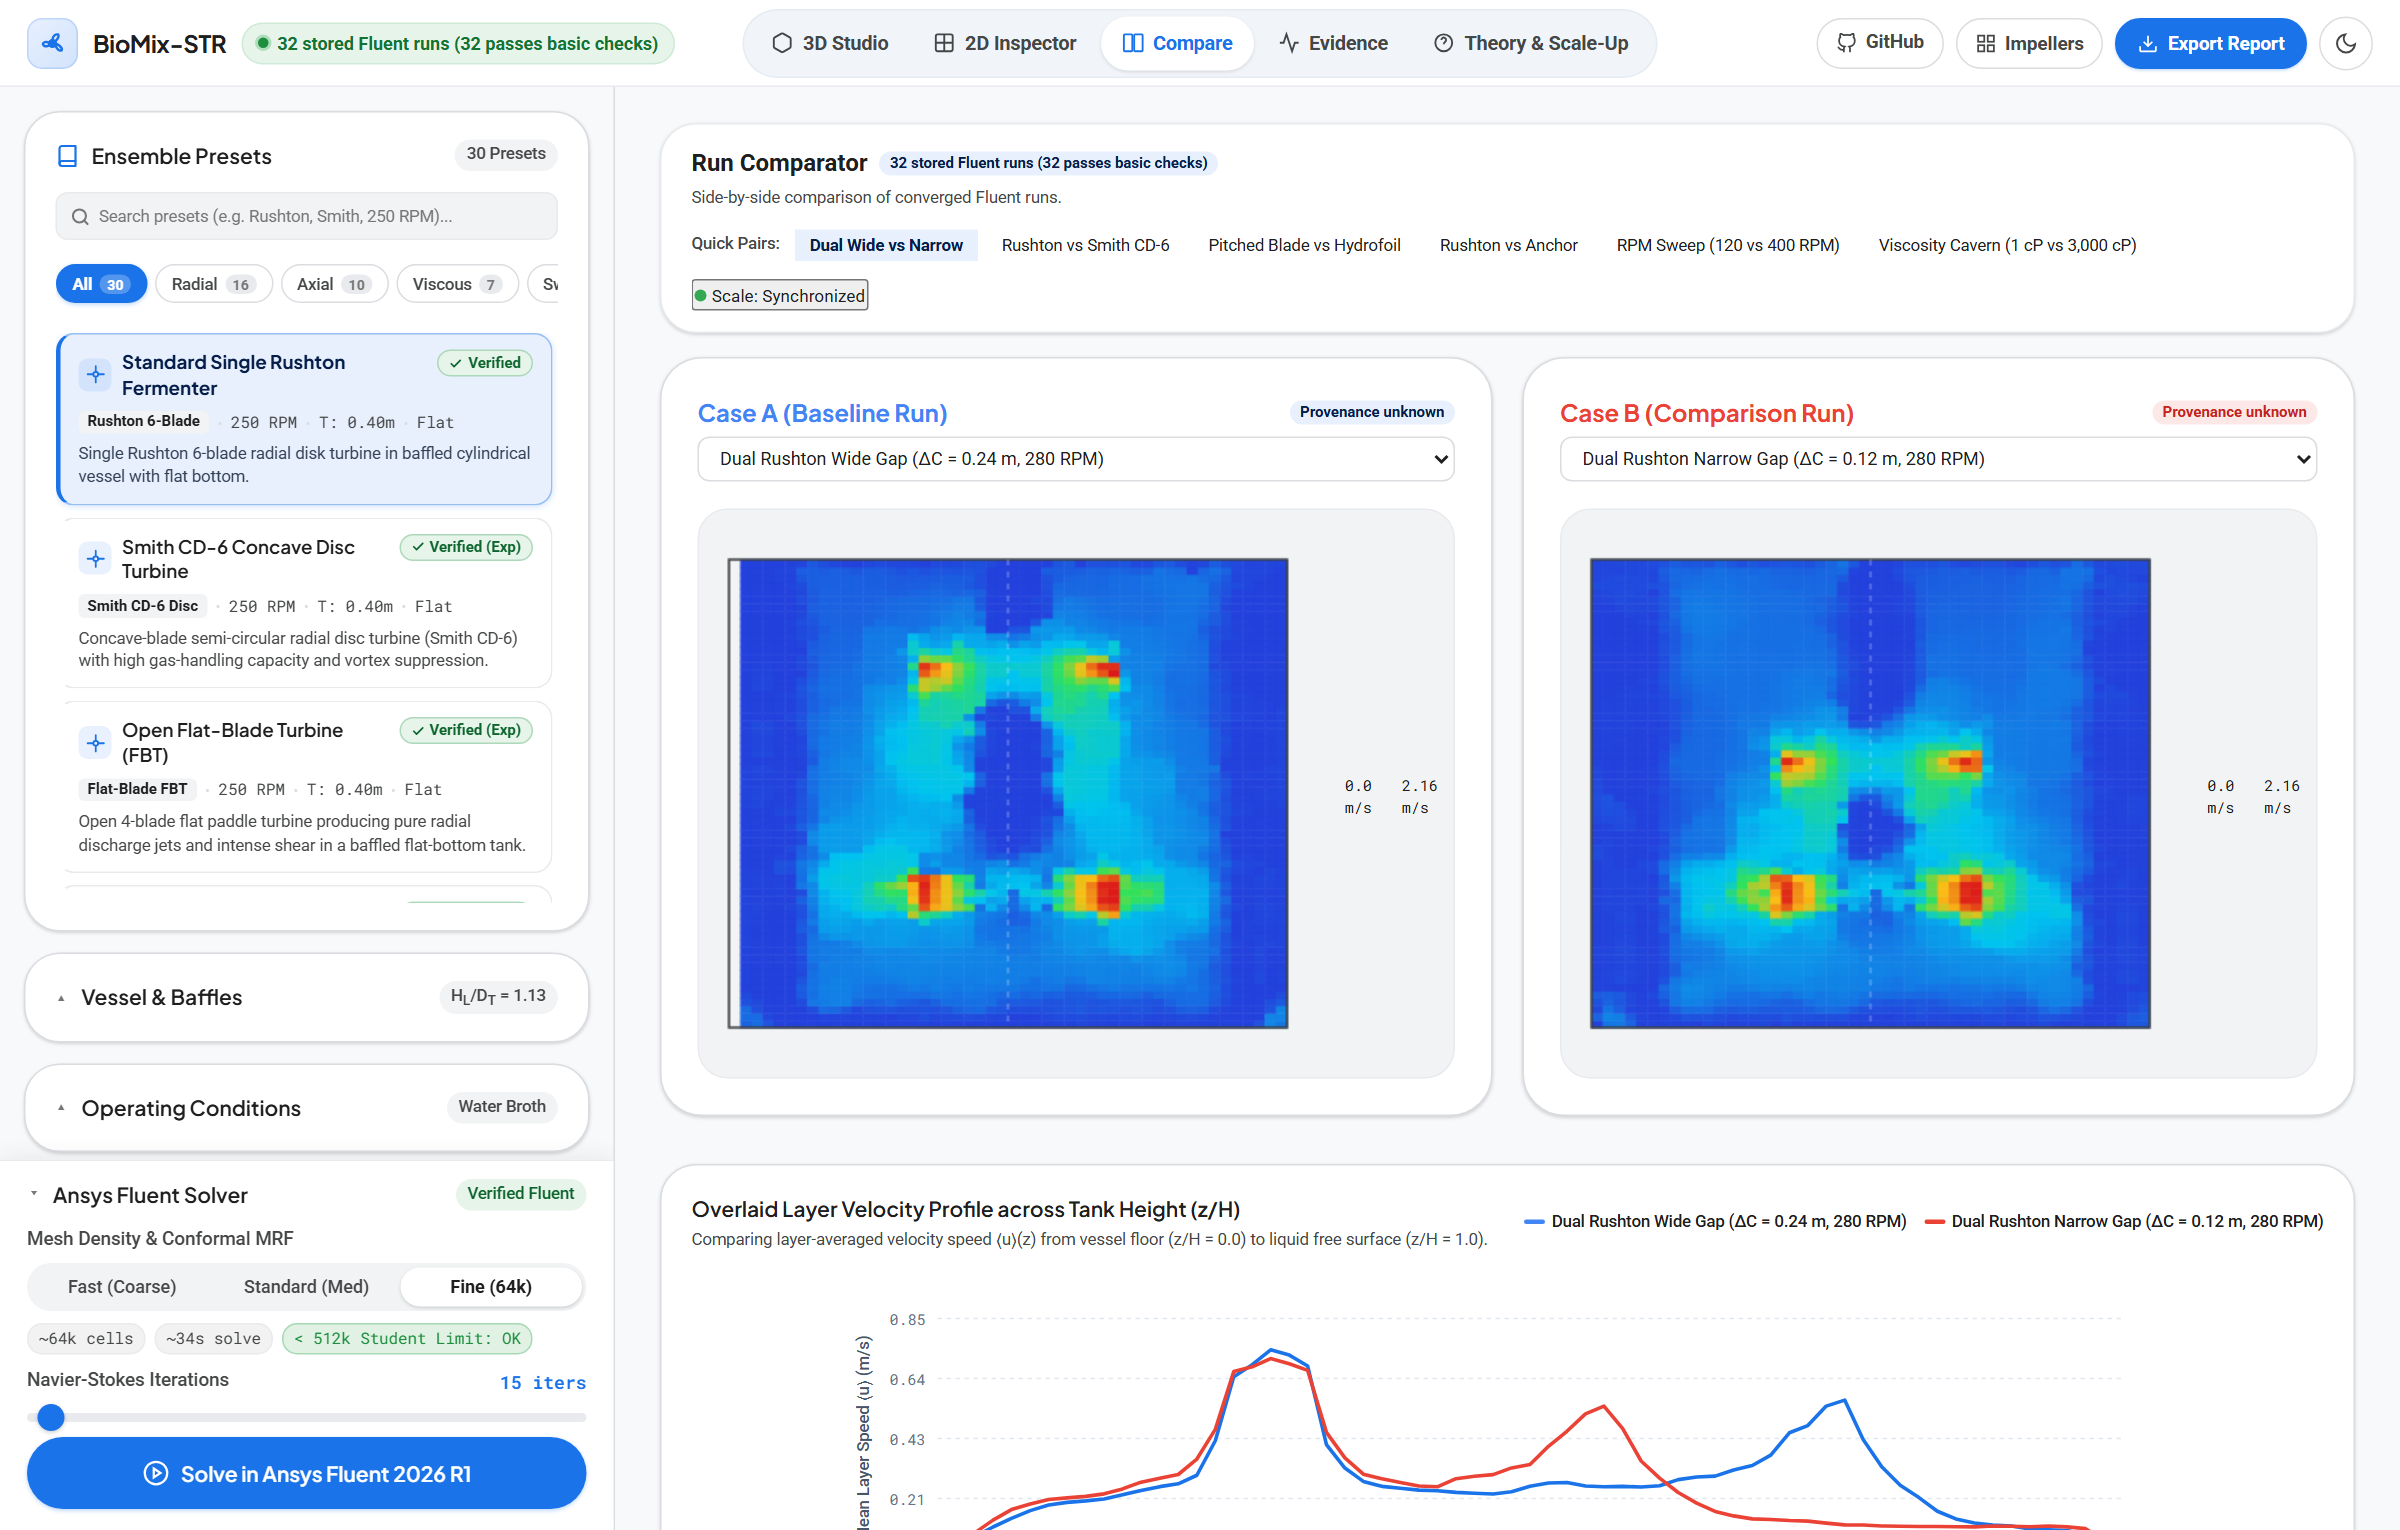 BioMix-STR
32 stored Fluent runs (32 passes basic checks)
3D Studio
2D Inspector
Compare
Evidence
Theory & Scale-Up
GitHub
Impellers
Export Report
Ensemble Presets
30 Presets
Search presets (e.g. Rushton, Smith, 250 RPM)...
All 30
Radial 16
Axial 10
Viscous 7
Standard Single Rushton
Fermenter
✓ Verified
Rushton 6-Blade · 250 RPM · T: 0.40m · Flat
Single Rushton 6-blade radial disk turbine in baffled cylindrical
vessel with flat bottom.
Smith CD-6 Concave Disc
Turbine
✓ Verified (Exp)
Smith CD-6 Disc · 250 RPM · T: 0.40m · Flat
Concave-blade semi-circular radial disc turbine (Smith CD-6)
with high gas-handling capacity and vortex suppression.
Open Flat-Blade Turbine
(FBT)
✓ Verified (Exp)
Flat-Blade FBT · 250 RPM · T: 0.40m · Flat
Open 4-blade flat paddle turbine producing pure radial
discharge jets and intense shear in a baffled flat-bottom tank.
Vessel & Baffles
HL/DT = 1.13
Operating Conditions
Water Broth
Ansys Fluent Solver
Verified Fluent
Mesh Density & Conformal MRF
Fast (Coarse)
Standard (Med)
Fine (64k)
~64k cells
~34s solve
< 512k Student Limit: OK
Navier-Stokes Iterations
15 iters
Solve in Ansys Fluent 2026 R1
Run Comparator
32 stored Fluent runs (32 passes basic checks)
Side-by-side comparison of converged Fluent runs.
Quick Pairs:
Dual Wide vs Narrow
Rushton vs Smith CD-6
Pitched Blade vs Hydrofoil
Rushton vs Anchor
RPM Sweep (120 vs 400 RPM)
Viscosity Cavern (1 cP vs 3,000 cP)
Scale: Synchronized
Case A (Baseline Run)
Provenance unknown
Dual Rushton Wide Gap (ΔC = 0.24 m, 280 RPM)
0.0 2.16
m/s m/s
Case B (Comparison Run)
Provenance unknown
Dual Rushton Narrow Gap (ΔC = 0.12 m, 280 RPM)
0.0 2.16
m/s m/s
Overlaid Layer Velocity Profile across Tank Height (z/H)
Comparing layer-averaged velocity speed ⟨u⟩(z) from vessel floor (z/H = 0.0) to liquid free surface (z/H = 1.0).
Dual Rushton Wide Gap (ΔC = 0.24 m, 280 RPM)
Dual Rushton Narrow Gap (ΔC = 0.12 m, 280 RPM)
0.85
0.64
0.43
0.21
Layer Speed ⟨u⟩ (m/s)